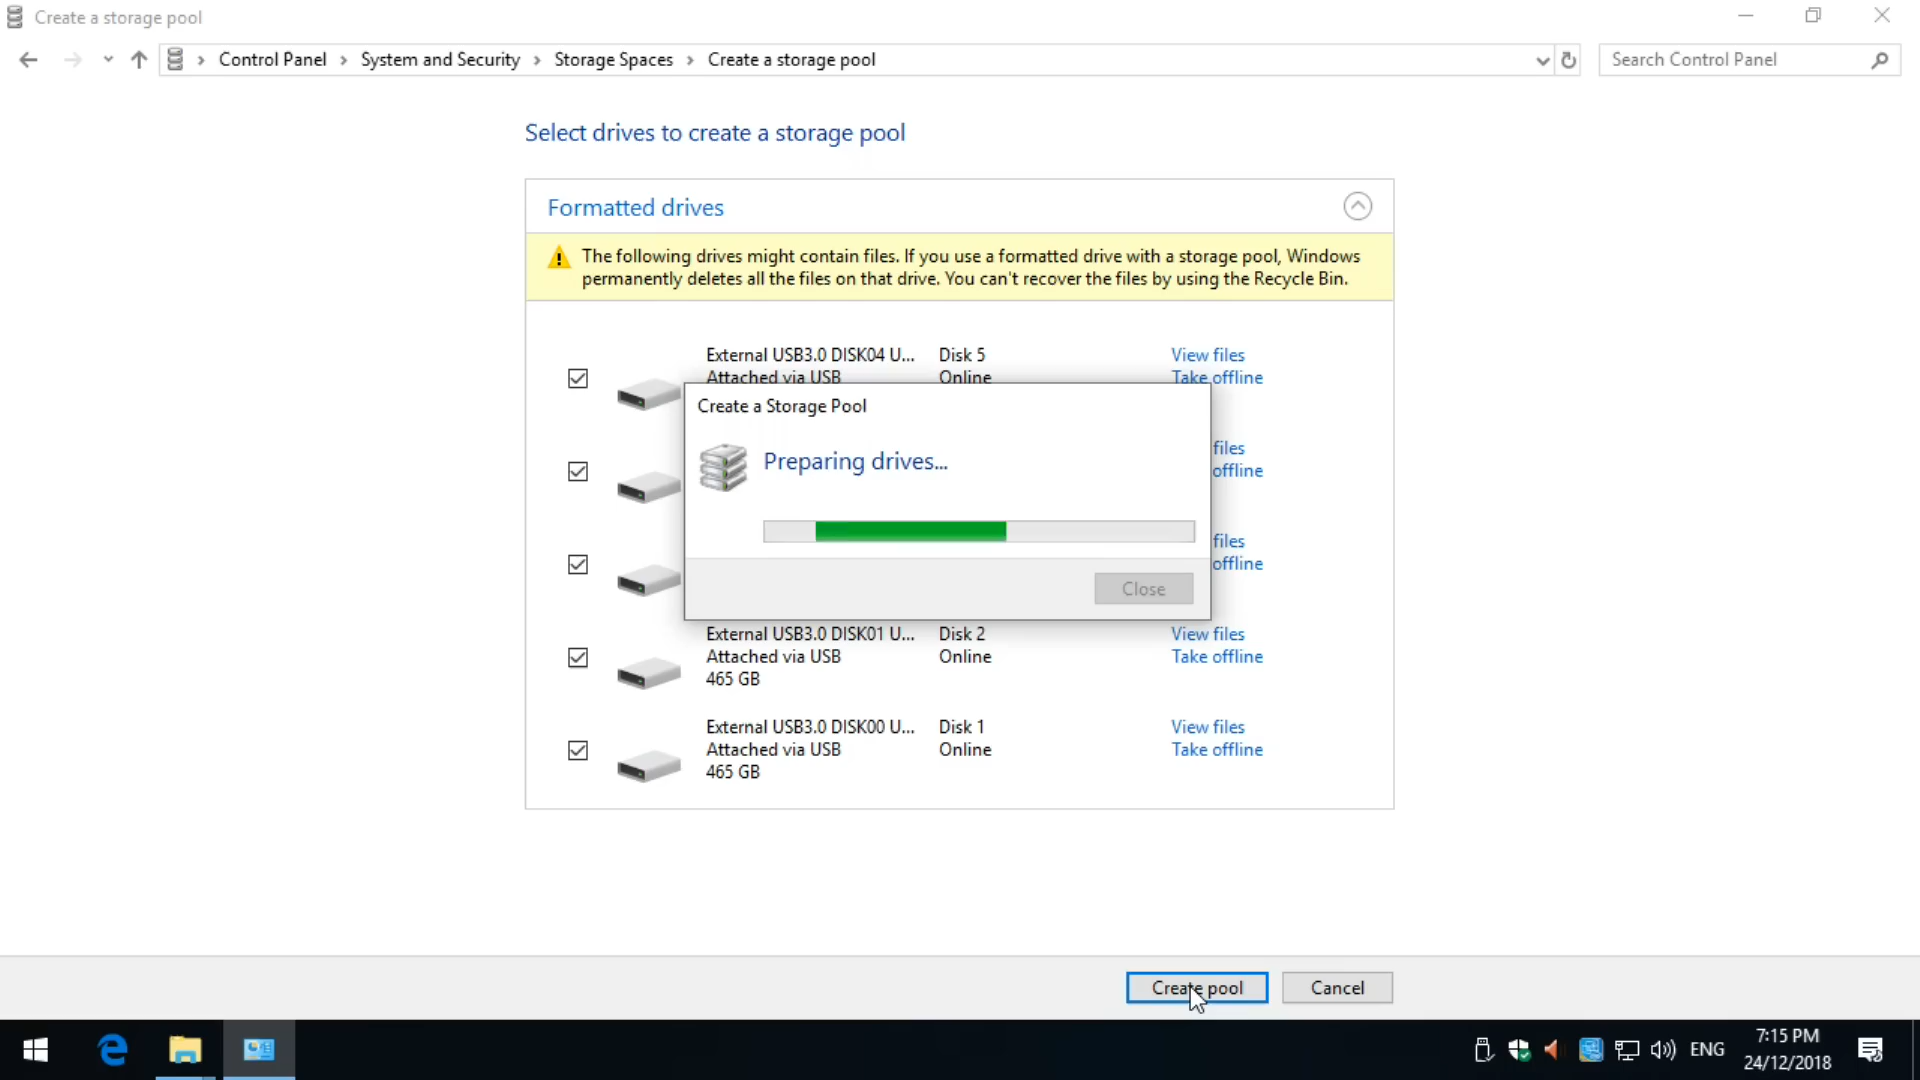 Create a storage pool
Control Panel > System and Security > Storage Spaces > Create a storage pool
Search Control Panel
Select drives to create a storage pool
Formatted drives
The following drives might contain files. If you use a formatted drive with a storage pool, Windows
permanently deletes all the files on that drive. You can't recover the files by using the Recycle Bin.
External USB3.0 DISK04 U... Disk 5 View files
Attached via USB Online Take offline
Create a Storage Pool
Preparing drives...
files
offline
files
offline
Close
External USB3.0 DISK01 U... Disk 2 View files
Attached via USB Online Take offline
465 GB
External USB3.0 DISK00 U... Disk 1 View files
Attached via USB Online Take offline
465 GB
Create pool Cancel
ENG
7:15 PM
24/12/2018